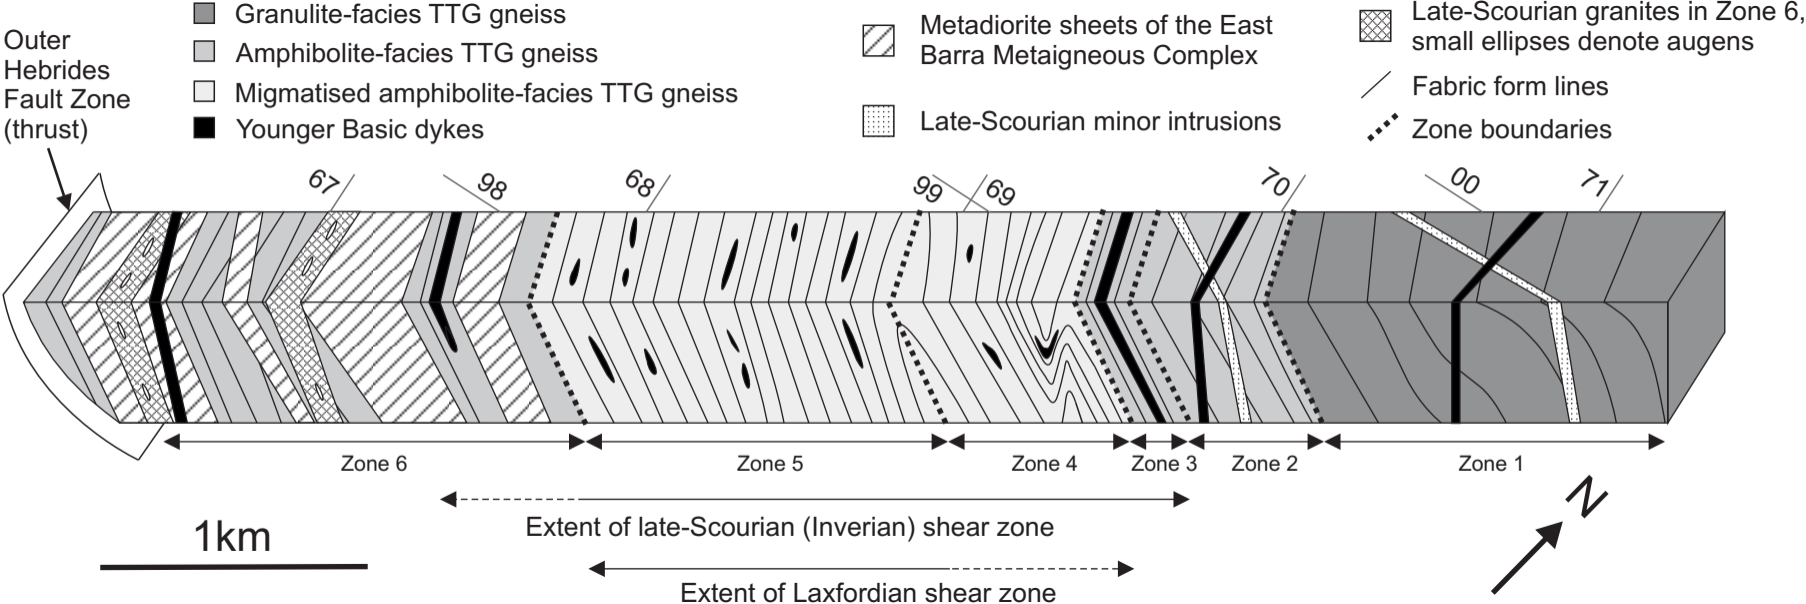 Outer
Hebrides
Fault Zone
(thrust)
Granulite-facies TTG gneiss
Amphibolite-facies TTG gneiss
Migmatised amphibolite-facies TTG gneiss
Younger Basic dykes
Metadiorite sheets of the East
Barra Metaigneous Complex
Late-Scourian minor intrusions
Late-Scourian granites in Zone 6,
small ellipses denote augens
Fabric form lines
Zone boundaries
67
98
68
99
69
70
00
71
Zone 6
Zone 5
Zone 4
Zone 3
Zone 2
Zone 1
Extent of late-Scourian (Inverian) shear zone
Extent of Laxfordian shear zone
1km
N